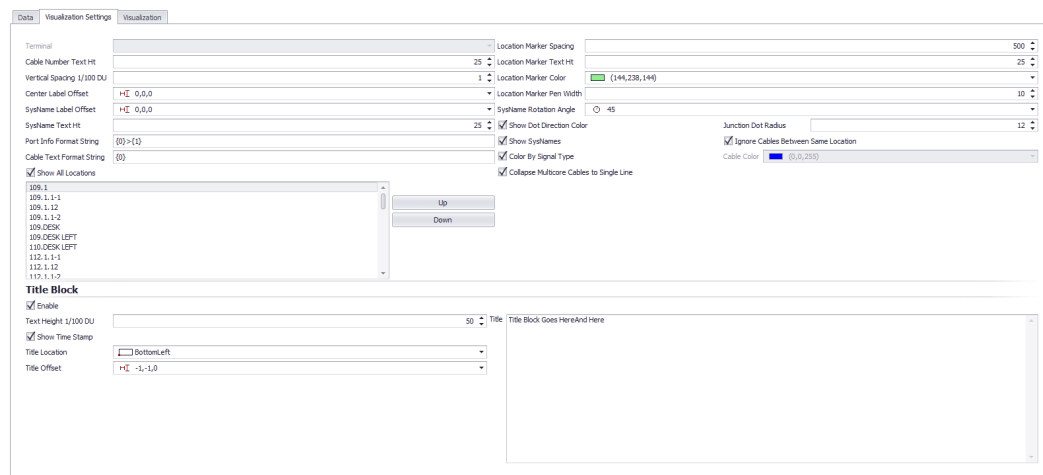 Data Visualization Settings Visualization
Terminal Location Marker Spacing 500
Cable Number Text Ht 25 Location Marker Text Ht 25
Vertical Spacing 1/100 DU 1 Location Marker Color (144,238,144)
Center Label Offset 0,0,0 Location Marker Pen Width 10
SysName Label Offset 0,0,0 SysName Rotation Angle 45
SysName Text Ht 25 Show Dot Direction Color Junction Dot Radius 12
Port Info Format String {0}>{1} Show SysNames Ignore Cables Between Same Location
Cable Text Format String {0} Color By Signal Type Cable Color (0,0,255)
Show All Locations Collapse Multicore Cables to Single Line
109.1
109.1.1-1
109.1.12
109.1.1-2
109.DESK
109.DESK LEFT
110.DESK LEFT
112.1.1-1
112.1.12
112.1.1-2
Up
Down
Title Block
Enable
Text Height 1/100 DU 50 Title Title Block Goes HereAnd Here
Show Time Stamp
Title Location BottomLeft
Title Offset -1,-1,0